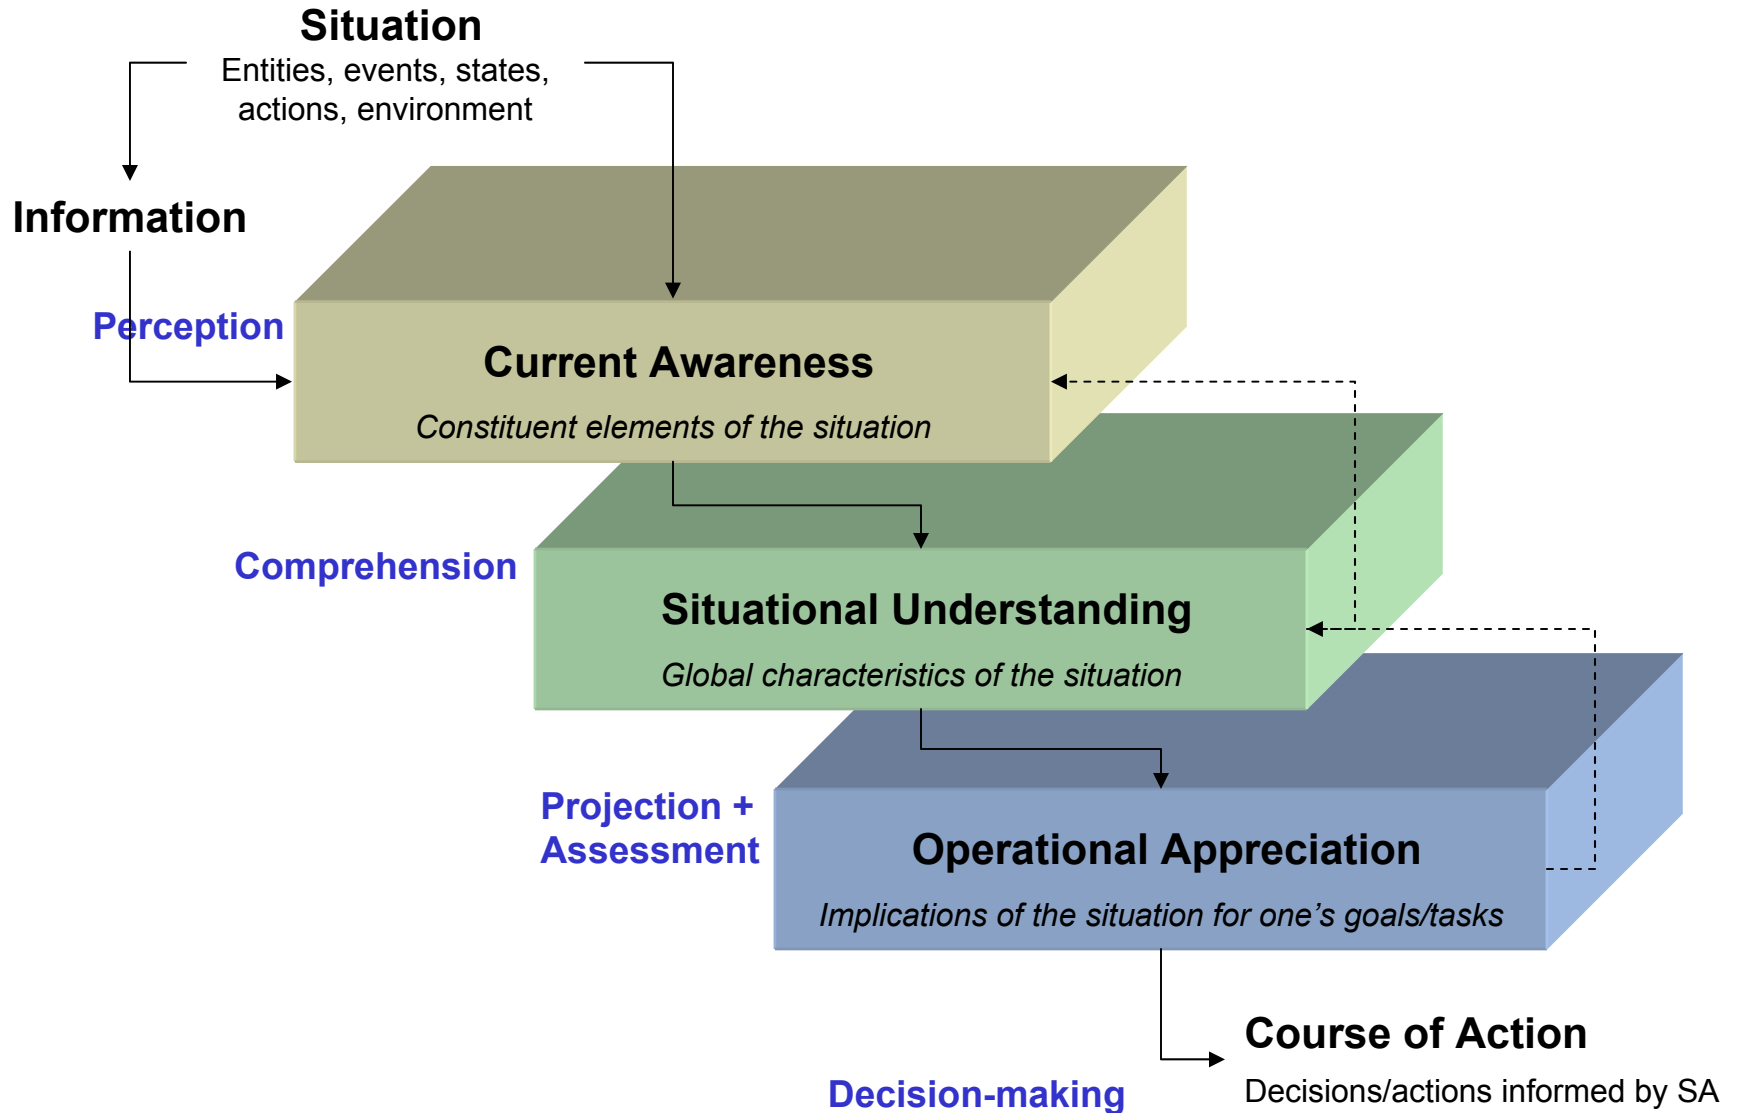 Situation
Entities, events, states,
actions, environment
Information
Perception
Current Awareness
Constituent elements of the situation
Comprehension
Situational Understanding
Global characteristics of the situation
Projection +
Assessment
Operational Appreciation
Implications of the situation for one’s goals/tasks
Course of Action
Decisions/actions informed by SA
Decision-making